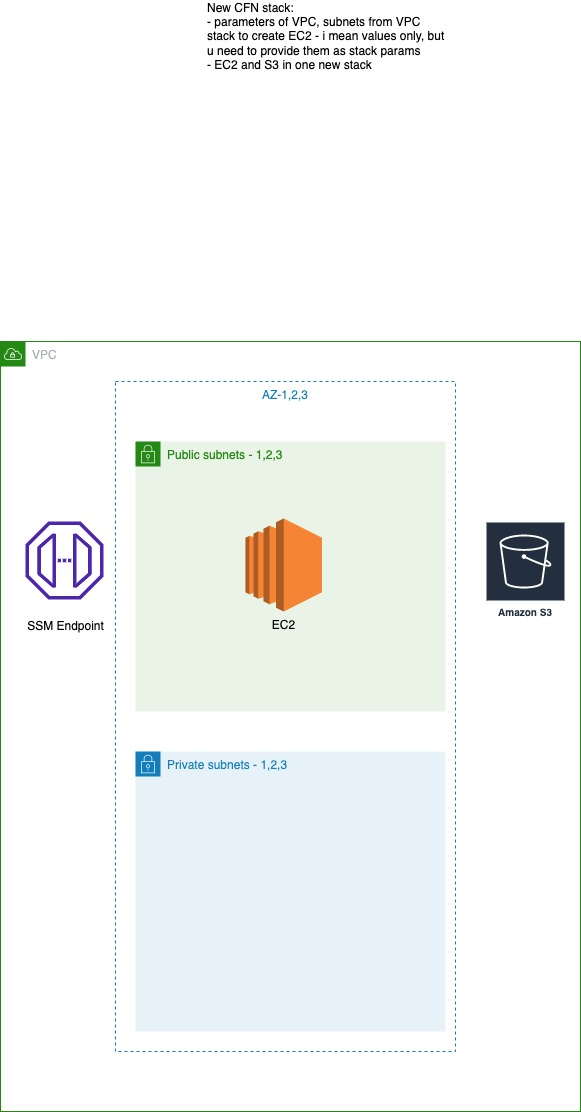 New CFN stack:
- parameters of VPC, subnets from VPC
stack to create EC2 - i mean values only, but
u need to provide them as stack params
- EC2 and S3 in one new stack
VPC
AZ-1,2,3
Public subnets - 1,2,3
SSM Endpoint
EC2
Amazon S3
Private subnets - 1,2,3